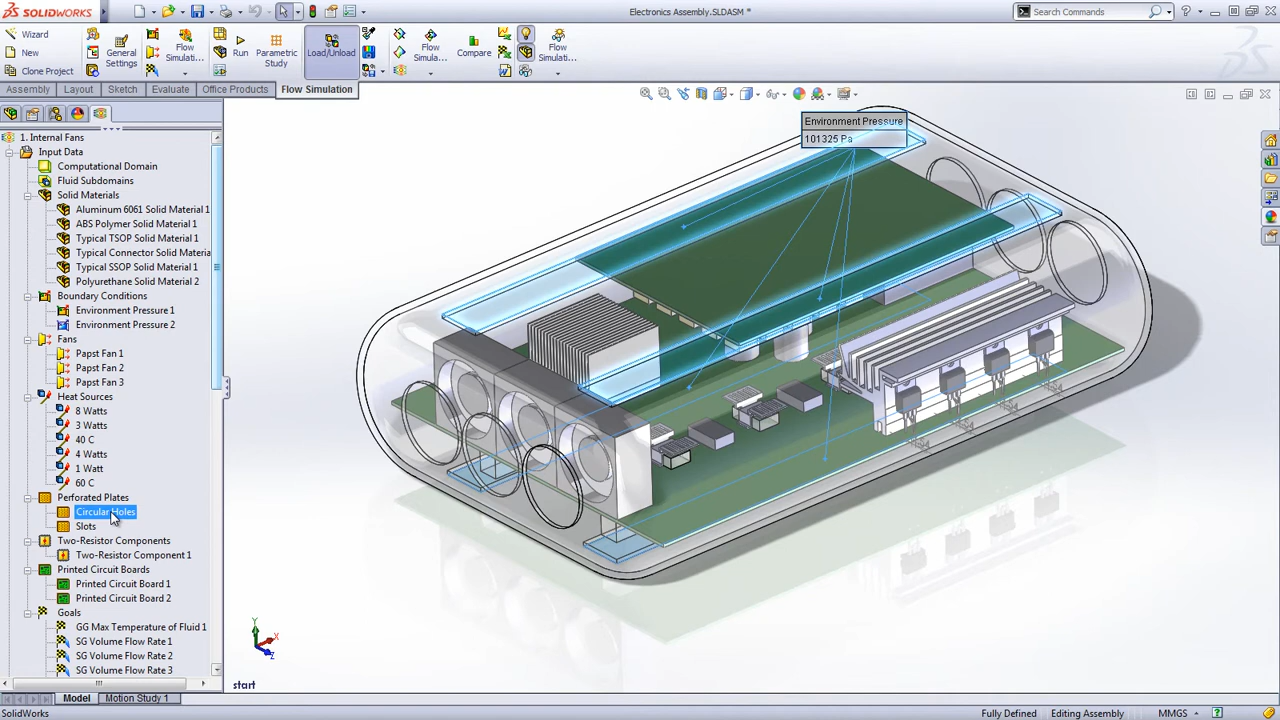 SOLIDWORKS
Electronics Assembly.SLDASM *
Search Commands
Wizard
New
Clone Project
General Settings
Flow Simulati...
Run
Parametric Study
Load/Unload
Flow Simula...
Compare
Flow Simulati...
Assembly
Layout
Sketch
Evaluate
Office Products
Flow Simulation
1. Internal Fans
Input Data
Computational Domain
Fluid Subdomains
Solid Materials
Aluminum 6061 Solid Material 1
ABS Polymer Solid Material 1
Typical TSOP Solid Material 1
Typical Connector Solid Materia
Typical SSOP Solid Material 1
Polyurethane Solid Material 2
Boundary Conditions
Environment Pressure 1
Environment Pressure 2
Fans
Papst Fan 1
Papst Fan 2
Papst Fan 3
Heat Sources
8 Watts
3 Watts
40 C
4 Watts
1 Watt
60 C
Perforated Plates
Circular Holes
Slots
Two-Resistor Components
Two-Resistor Component 1
Printed Circuit Boards
Printed Circuit Board 1
Printed Circuit Board 2
Goals
GG Max Temperature of Fluid 1
SG Volume Flow Rate 1
SG Volume Flow Rate 2
SG Volume Flow Rate 3
Environment Pressure
101325 Pa
Y
X
Z
start
Model
Motion Study 1
SolidWorks
Fully Defined
Editing Assembly
MMGS